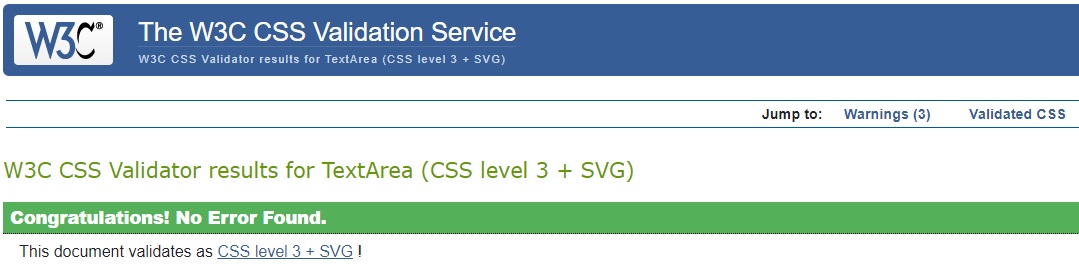 W3C®
The W3C CSS Validation Service
W3C CSS Validator results for TextArea (CSS level 3 + SVG)
Jump to: Warnings (3) Validated CSS
W3C CSS Validator results for TextArea (CSS level 3 + SVG)
Congratulations! No Error Found.
This document validates as CSS level 3 + SVG !